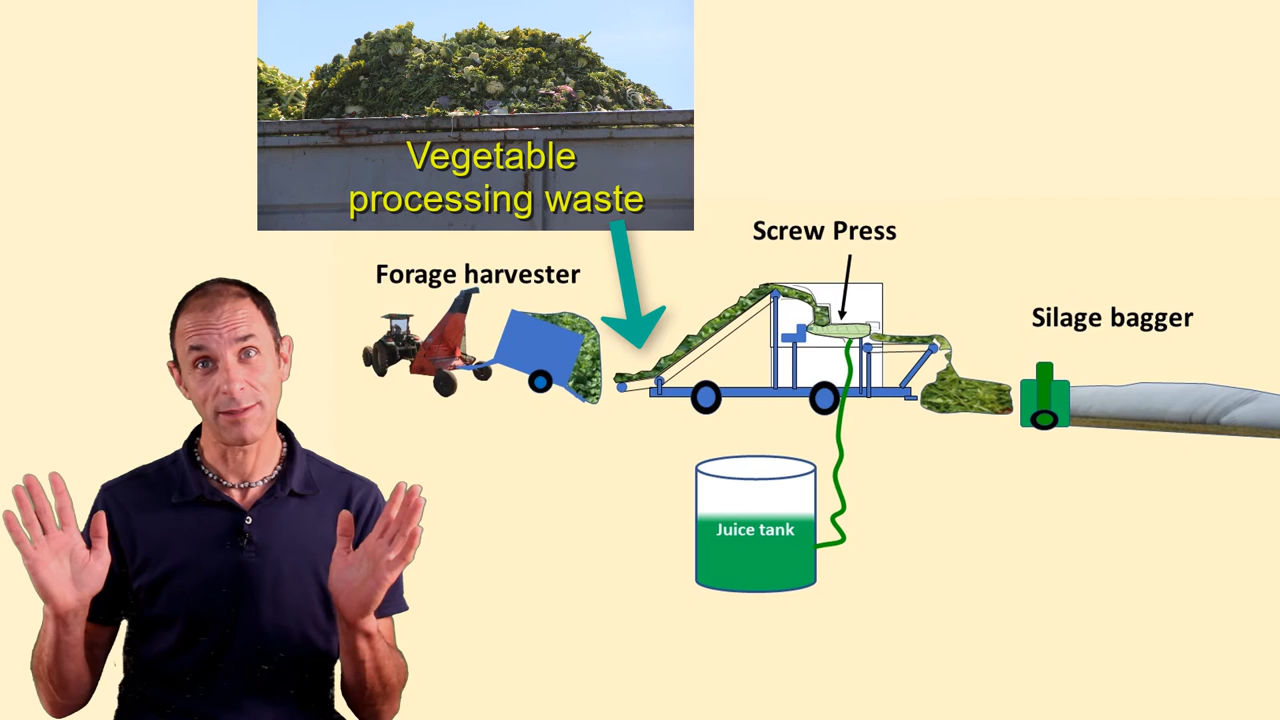 Vegetable
processing waste
Screw Press
Forage harvester
Silage bagger
Juice tank